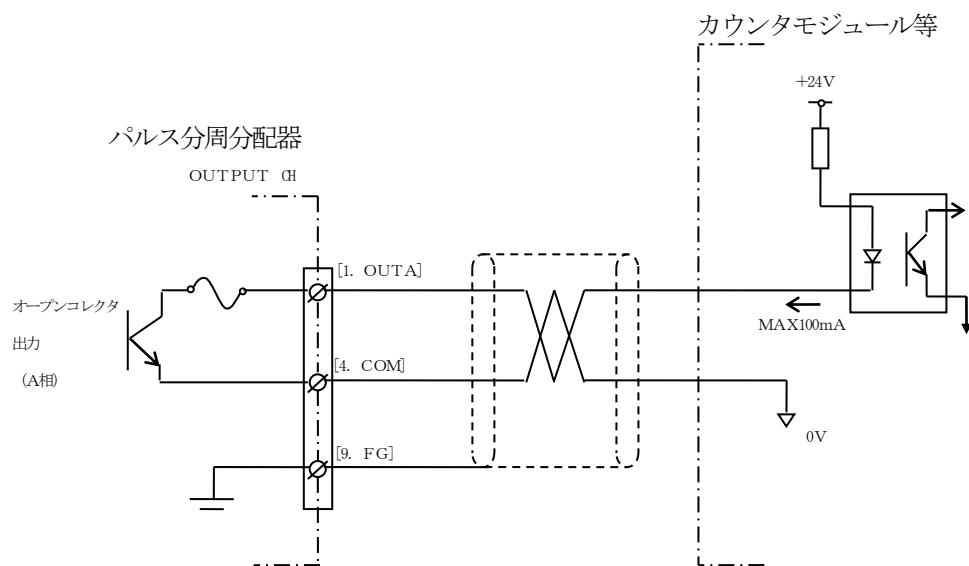 カウンタモジュール等
+24V
パルス分周分配器
OUTPUT CH
[1. OUTA]
オープンコレクタ
出力
(A相)
MAX100mA
[4. COM]
0V
[9. FG]